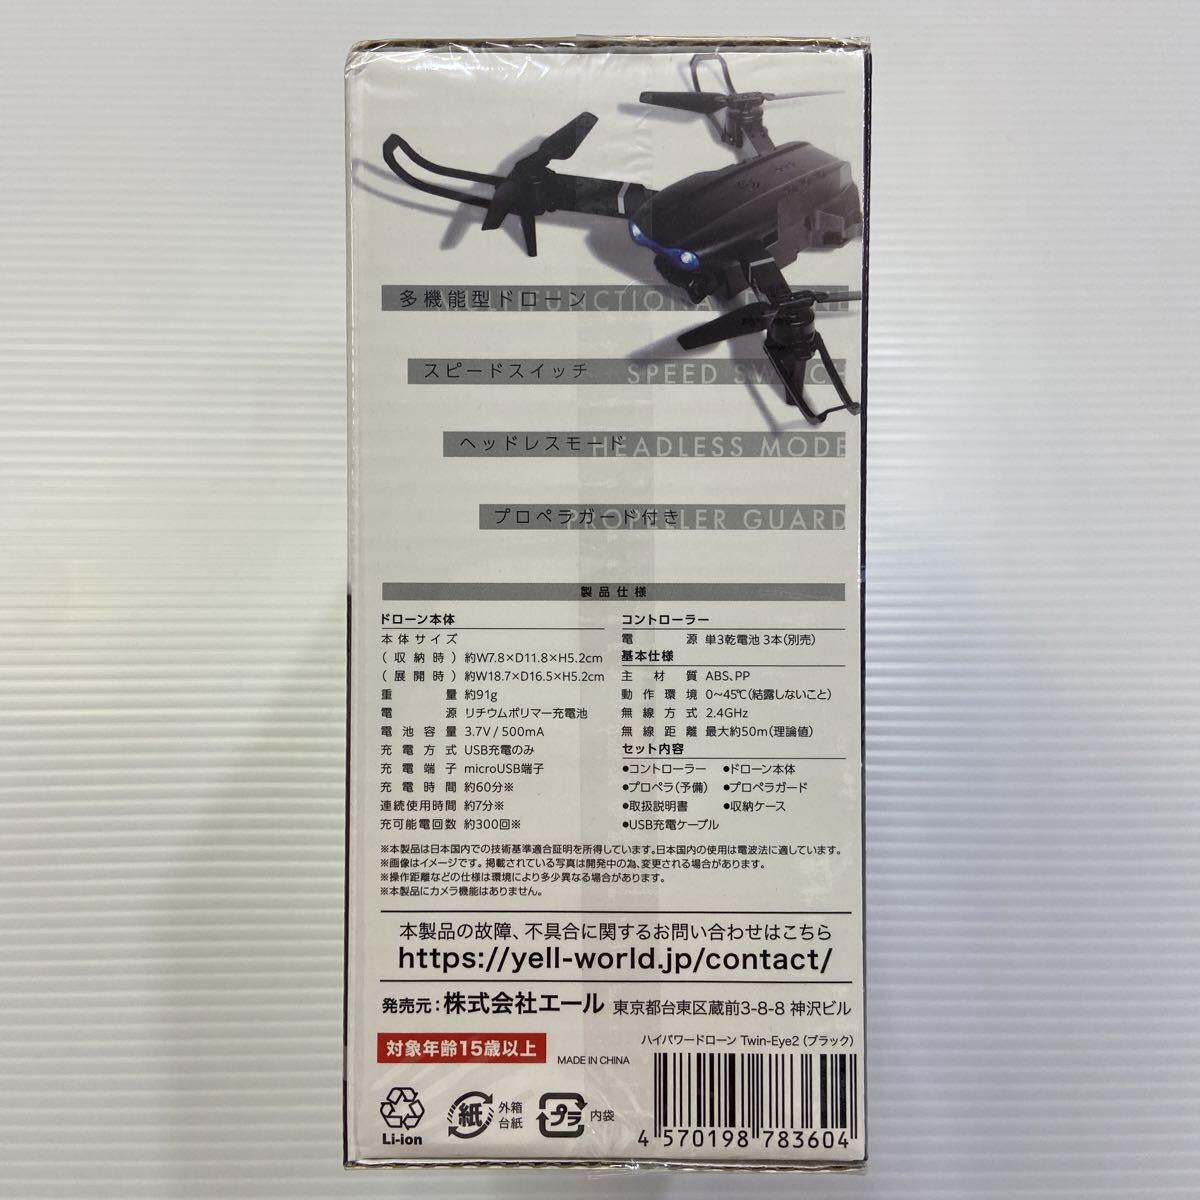 多機能型ドローン MULTIFUNCTIONAL
スピードスイッチ SPEED SWITCH
ヘッドレスモード HEADLESS MODE
プロペラガード付き PROPELLER GUARD
製品仕様
ドローン本体
本体サイズ
(収納時) 約W7.8×D11.8×H5.2cm
(展開時) 約W18.7×D16.5×H5.2cm
重量 約91g
電源 リチウムポリマー充電池
電池容量 3.7V / 500mA
充電方式 USB充電のみ
充電端子 microUSB端子
充電時間 約60分※
連続使用時間 約7分※
充可能電回数 約300回※
コントローラー
電源 単3乾電池 3本(別売)
基本仕様
主材質 ABS、PP
動作環境 0~45℃(結露しないこと)
無線方式 2.4GHz
無線距離 最大約50m(理論値)
セット内容
●コントローラー ●ドローン本体
●プロペラ(予備) ●プロペラガード
●取扱説明書 ●収納ケース
●USB充電ケーブル
※本製品は日本国内での技術基準適合証明を所得しています。日本国内の使用は電波法に適しています。
※画像はイメージです。掲載されている写真は開発中の為、変更される場合があります。
※操作距離などの仕様は環境により多少異なる場合があります。
※本製品にカメラ機能はありません。
本製品の故障、不具合に関するお問い合わせはこちら
https://yell-world.jp/contact/
発売元:株式会社エール 東京都台東区蔵前3-8-8 神沢ビル
対象年齢15歳以上
MADE IN CHINA
ハイパワードローン Twin-Eye2 (ブラック)
Li-ion
紙 外箱
台紙
プラ 内袋
4 570198 783604